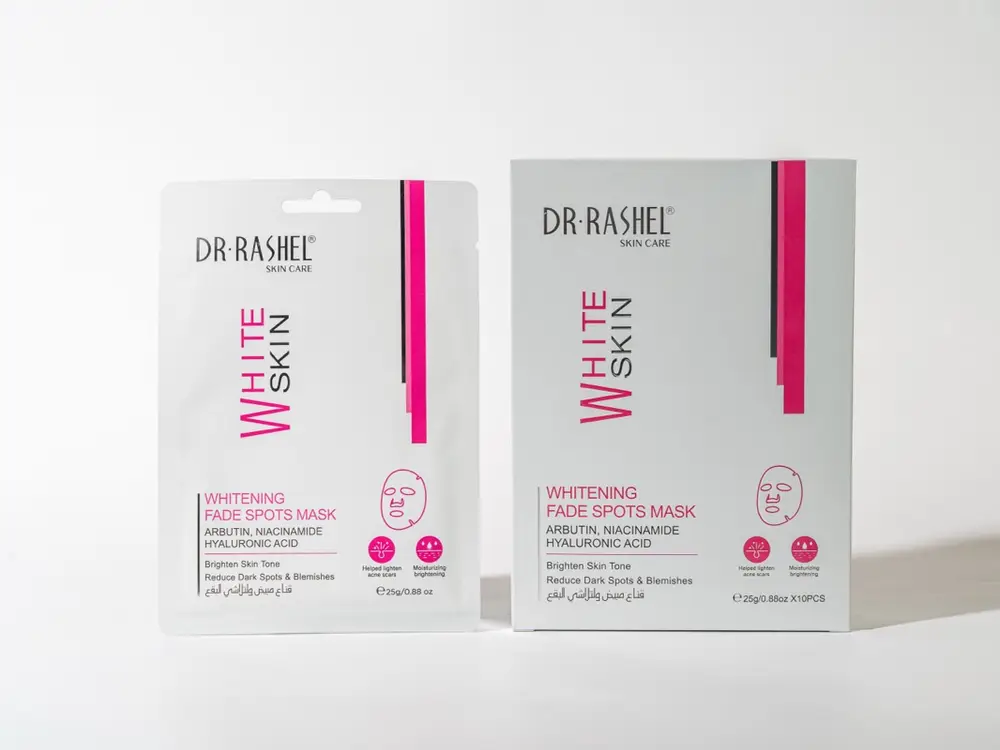 DR·RASHEL®
SKIN CARE
WHITE
SKIN
WHITENING
FADE SPOTS MASK
ARBUTIN, NIACINAMIDE
HYALURONIC ACID
Brighten Skin Tone
Reduce Dark Spots & Blemishes
قناع مبيض ولتلاشي البقع
Helped lighten
acne scars
Moisturizing
brightening
℮25g/0.88 oz
DR·RASHEL®
SKIN CARE
WHITE
SKIN
WHITENING
FADE SPOTS MASK
ARBUTIN, NIACINAMIDE
HYALURONIC ACID
Brighten Skin Tone
Reduce Dark Spots & Blemishes
قناع مبيض ولتلاشي البقع
Helped lighten
acne scars
Moisturizing
brightening
℮25g/0.88oz X10PCS